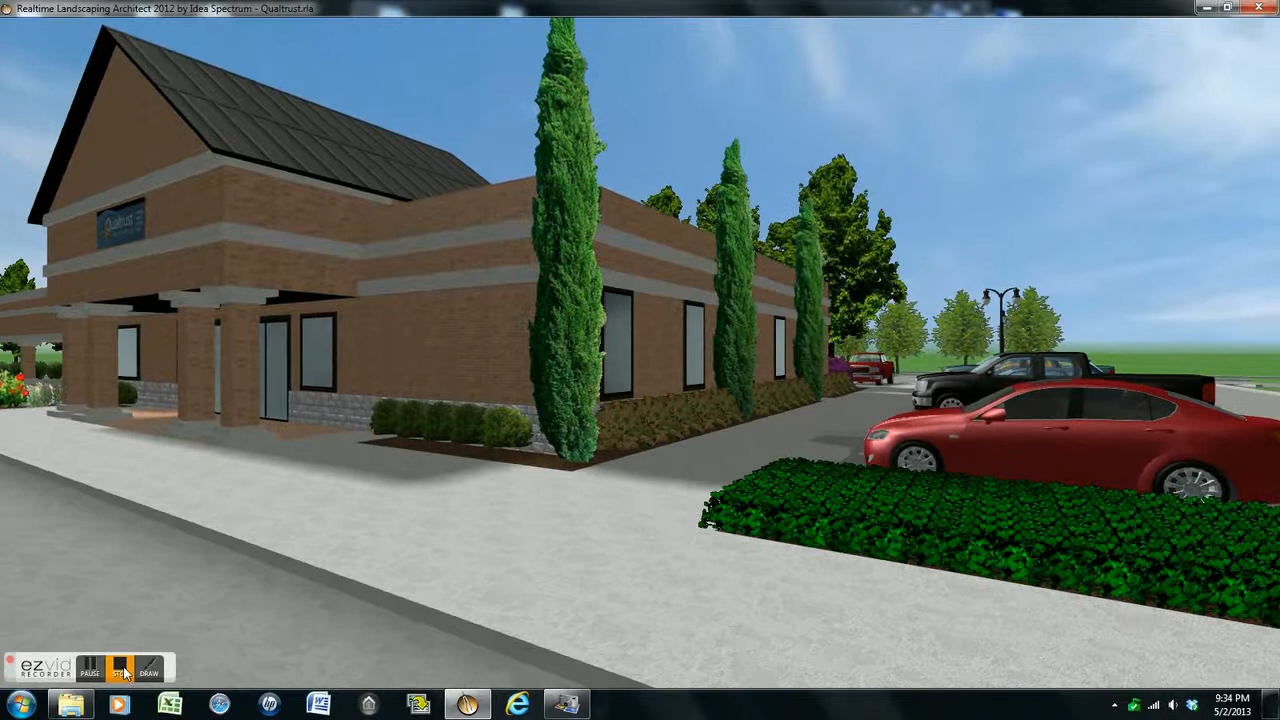 Realtime Landscaping Architect 2012 by Idea Spectrum - Qualtrust.rla
Qualtrust
ezvid
RECORDER
PAUSE
DRAW
9:34 PM
5/2/2013